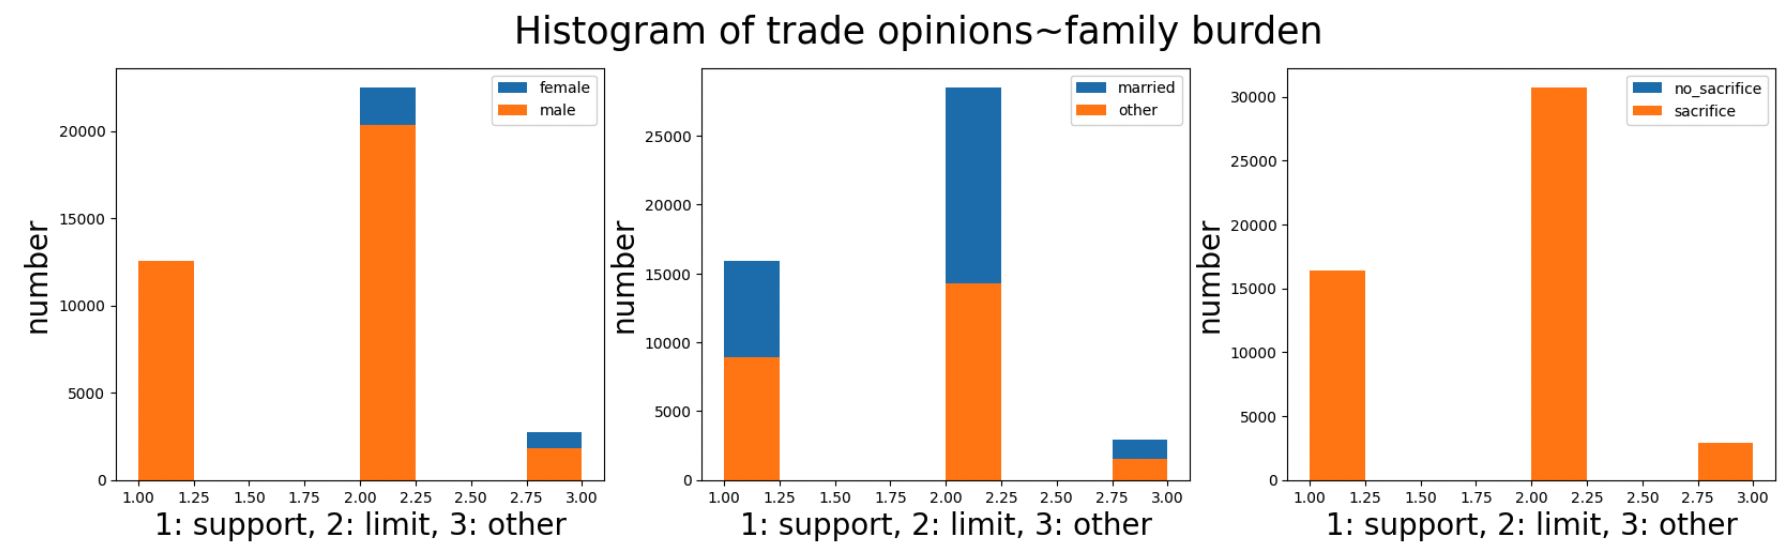 Histogram of trade opinions~family burden
female
male
number
20000
15000
10000
5000
0
1.00 1.25 1.50 1.75 2.00 2.25 2.50 2.75 3.00
1: support, 2: limit, 3: other
married
other
number
25000
20000
15000
10000
5000
0
1.00 1.25 1.50 1.75 2.00 2.25 2.50 2.75 3.00
1: support, 2: limit, 3: other
no_sacrifice
sacrifice
number
30000
25000
20000
15000
10000
5000
0
1.00 1.25 1.50 1.75 2.00 2.25 2.50 2.75 3.00
1: support, 2: limit, 3: other